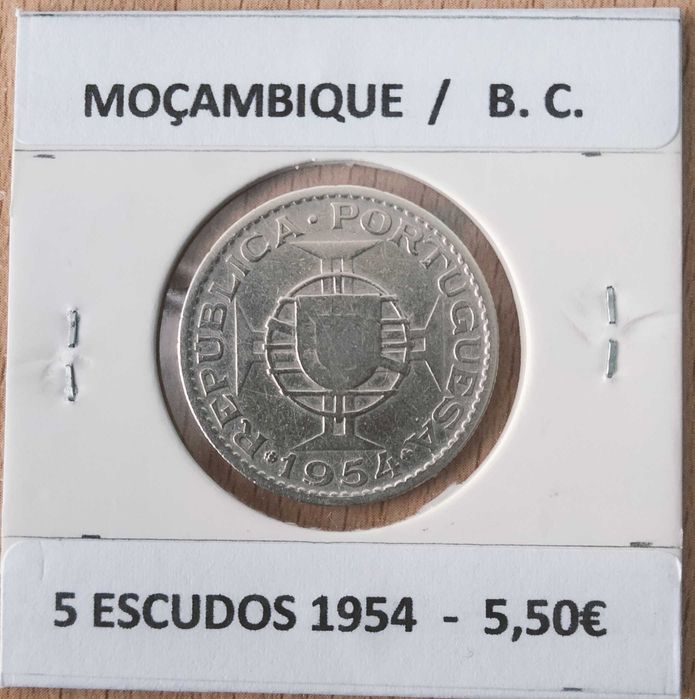 MOÇAMBIQUE / B. C.
· REPUBLICA · PORTUGUESA
1954
5 ESCUDOS 1954 - 5,50€